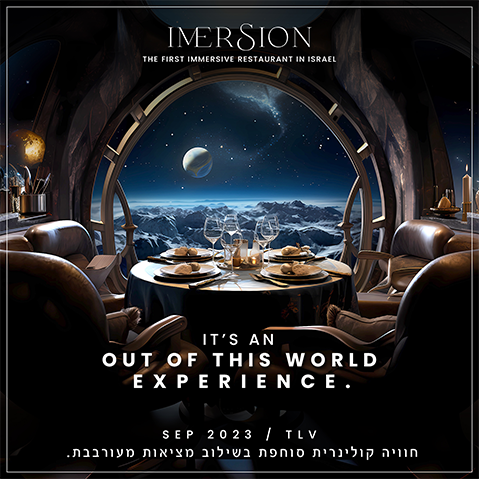 IMERSION
THE FIRST IMMERSIVE RESTAURANT IN ISRAEL
IT'S AN
OUT OF THIS WORLD
EXPERIENCE.
SEP 2023 / TLV
חוויה קולינרית סוחפת בשילוב מציאות מעורבבת.